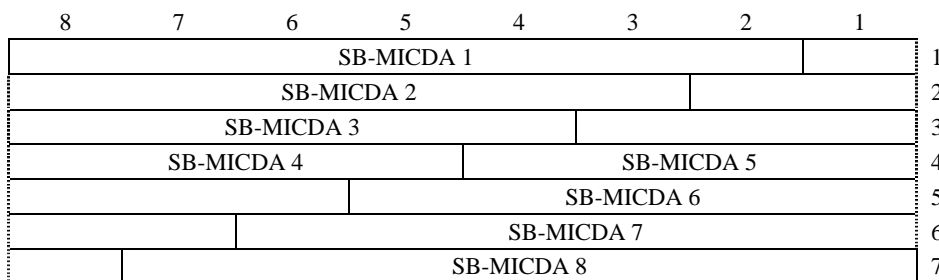 8 7 6 5 4 3 2 1
SB-MICDA 1 1
SB-MICDA 2 2
SB-MICDA 3 3
SB-MICDA 4 SB-MICDA 5 4
SB-MICDA 6 5
SB-MICDA 7 6
SB-MICDA 8 7